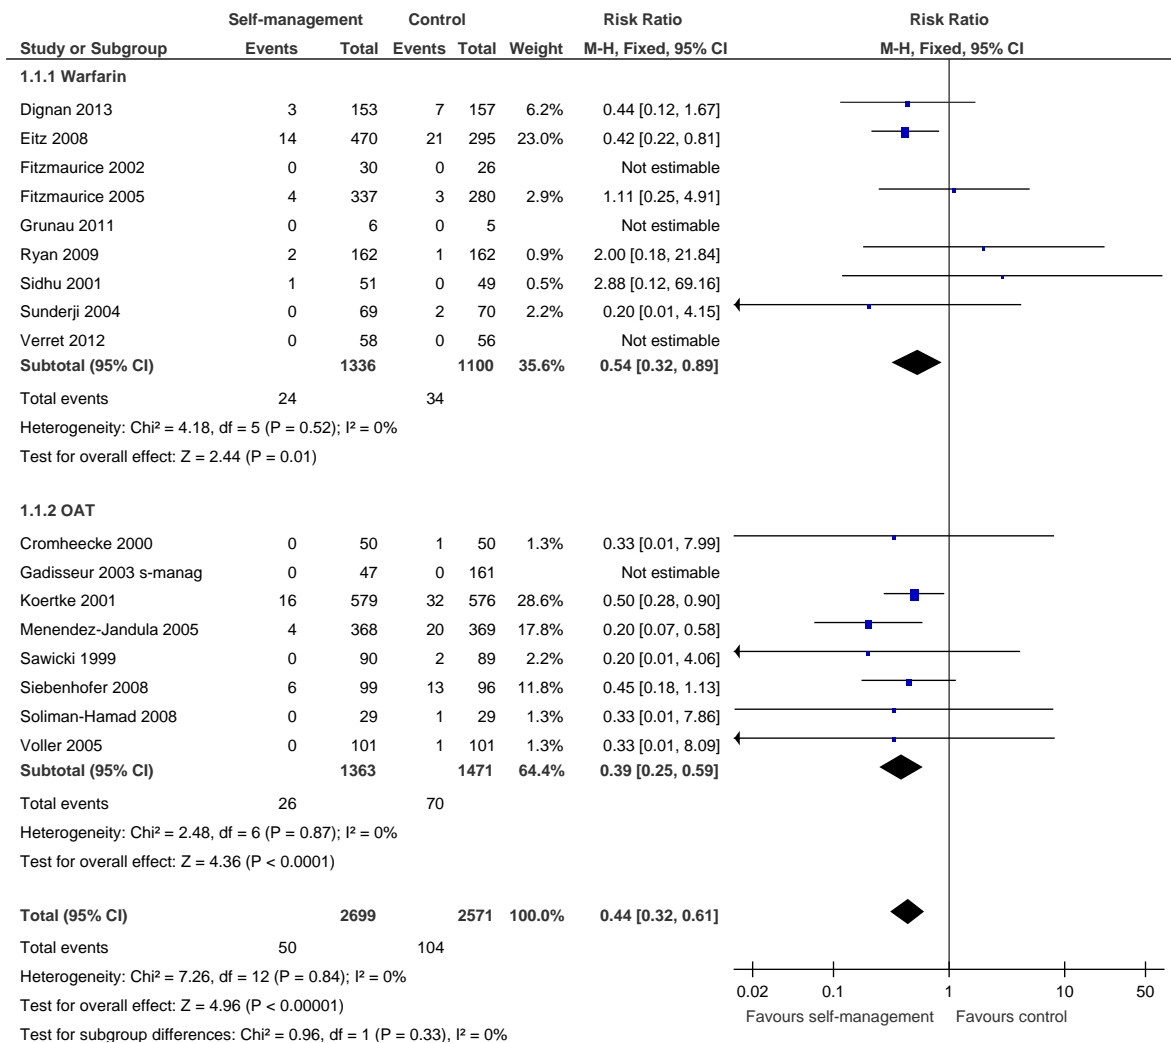 Self-management Control Risk Ratio Risk Ratio
Study or Subgroup Events Total Events Total Weight M-H, Fixed, 95% CI M-H, Fixed, 95% CI
1.1.1 Warfarin
Dignan 2013 3 153 7 157 6.2% 0.44 [0.12, 1.67]
Eitz 2008 14 470 21 295 23.0% 0.42 [0.22, 0.81]
Fitzmaurice 2002 0 30 0 26 Not estimable
Fitzmaurice 2005 4 337 3 280 2.9% 1.11 [0.25, 4.91]
Grunau 2011 0 6 0 5 Not estimable
Ryan 2009 2 162 1 162 0.9% 2.00 [0.18, 21.84]
Sidhu 2001 1 51 0 49 0.5% 2.88 [0.12, 69.16]
Sunderji 2004 0 69 2 70 2.2% 0.20 [0.01, 4.15]
Verret 2012 0 58 0 56 Not estimable
Subtotal (95% CI) 1336 1100 35.6% 0.54 [0.32, 0.89]
Total events 24 34
Heterogeneity: Chi² = 4.18, df = 5 (P = 0.52); I² = 0%
Test for overall effect: Z = 2.44 (P = 0.01)
1.1.2 OAT
Cromheecke 2000 0 50 1 50 1.3% 0.33 [0.01, 7.99]
Gadisseur 2003 s-manag 0 47 0 161 Not estimable
Koertke 2001 16 579 32 576 28.6% 0.50 [0.28, 0.90]
Menendez-Jandula 2005 4 368 20 369 17.8% 0.20 [0.07, 0.58]
Sawicki 1999 0 90 2 89 2.2% 0.20 [0.01, 4.06]
Siebenhofer 2008 6 99 13 96 11.8% 0.45 [0.18, 1.13]
Soliman-Hamad 2008 0 29 1 29 1.3% 0.33 [0.01, 7.86]
Voller 2005 0 101 1 101 1.3% 0.33 [0.01, 8.09]
Subtotal (95% CI) 1363 1471 64.4% 0.39 [0.25, 0.59]
Total events 26 70
Heterogeneity: Chi² = 2.48, df = 6 (P = 0.87); I² = 0%
Test for overall effect: Z = 4.36 (P < 0.0001)
Total (95% CI) 2699 2571 100.0% 0.44 [0.32, 0.61]
Total events 50 104
Heterogeneity: Chi² = 7.26, df = 12 (P = 0.84); I² = 0%
Test for overall effect: Z = 4.96 (P < 0.00001)
Test for subgroup differences: Chi² = 0.96, df = 1 (P = 0.33), I² = 0%
0.02 0.1 1 10 50
Favours self-management Favours control